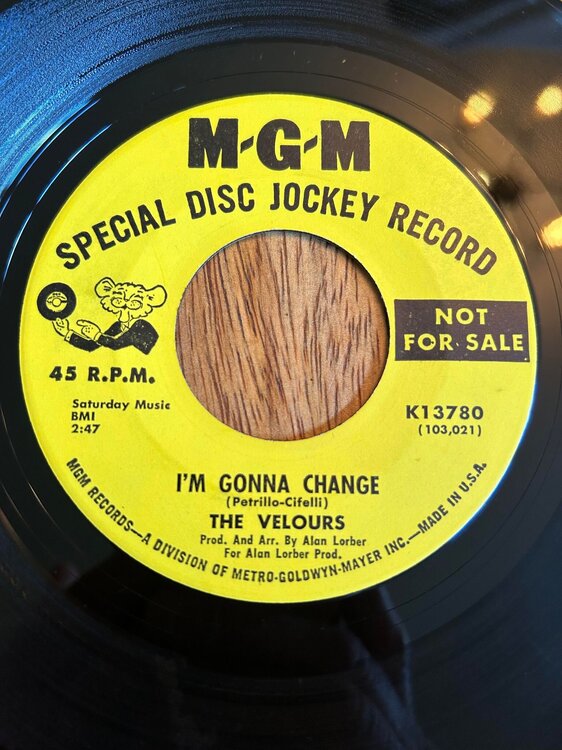 M-G-M
SPECIAL DISC JOCKEY RECORD
NOT
FOR SALE
45 R.P.M.
Saturday Music
BMI
2:47
K13780
(103,021)
I'M GONNA CHANGE
(Petrillo-Cifelli)
THE VELOURS
Prod. And Arr. By Alan Lorber
For Alan Lorber Prod.
MGM RECORDS—A DIVISION OF METRO-GOLDWYN-MAYER INC.—MADE IN U.S.A.